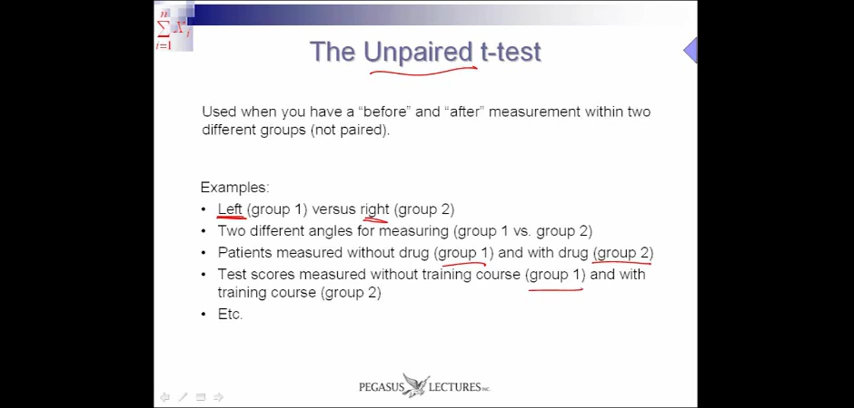 n
∑ Xi
i=1
The Unpaired t-test
Used when you have a “before” and “after” measurement within two
different groups (not paired).
Examples:
• Left (group 1) versus right (group 2)
• Two different angles for measuring (group 1 vs. group 2)
• Patients measured without drug (group 1) and with drug (group 2)
• Test scores measured without training course (group 1) and with
training course (group 2)
• Etc.
PEGASUS LECTURES INC.